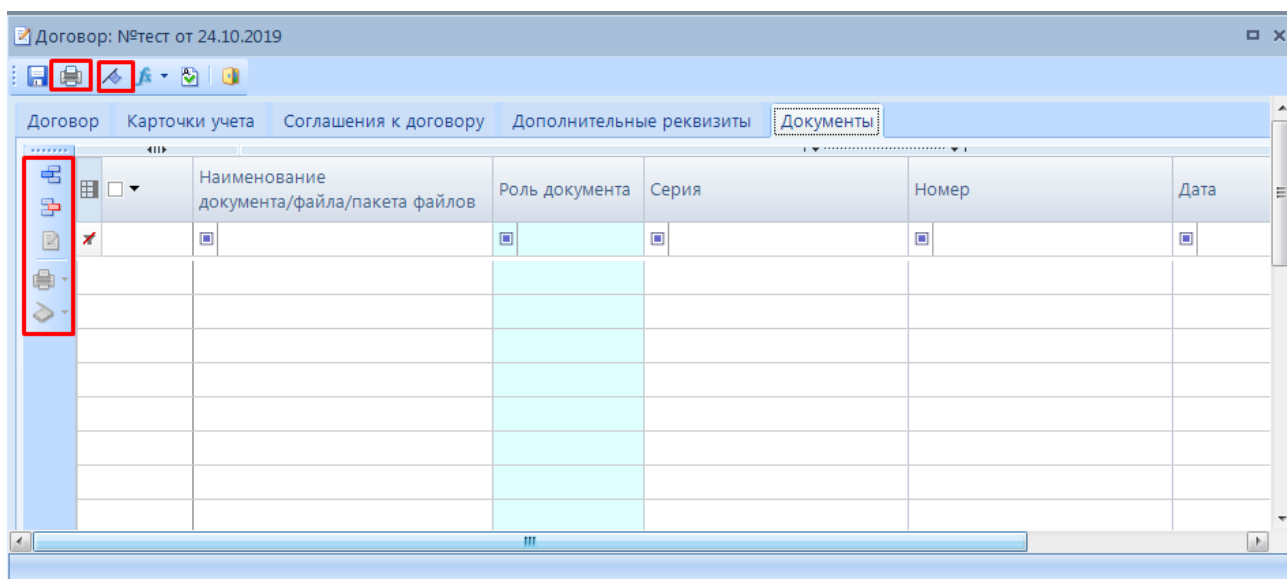 Договор: №тест от 24.10.2019
Договор Карточки учета Соглашения к договору Дополнительные реквизиты Документы
Наименование
документа/файла/пакета файлов
Роль документа Серия Номер Дата